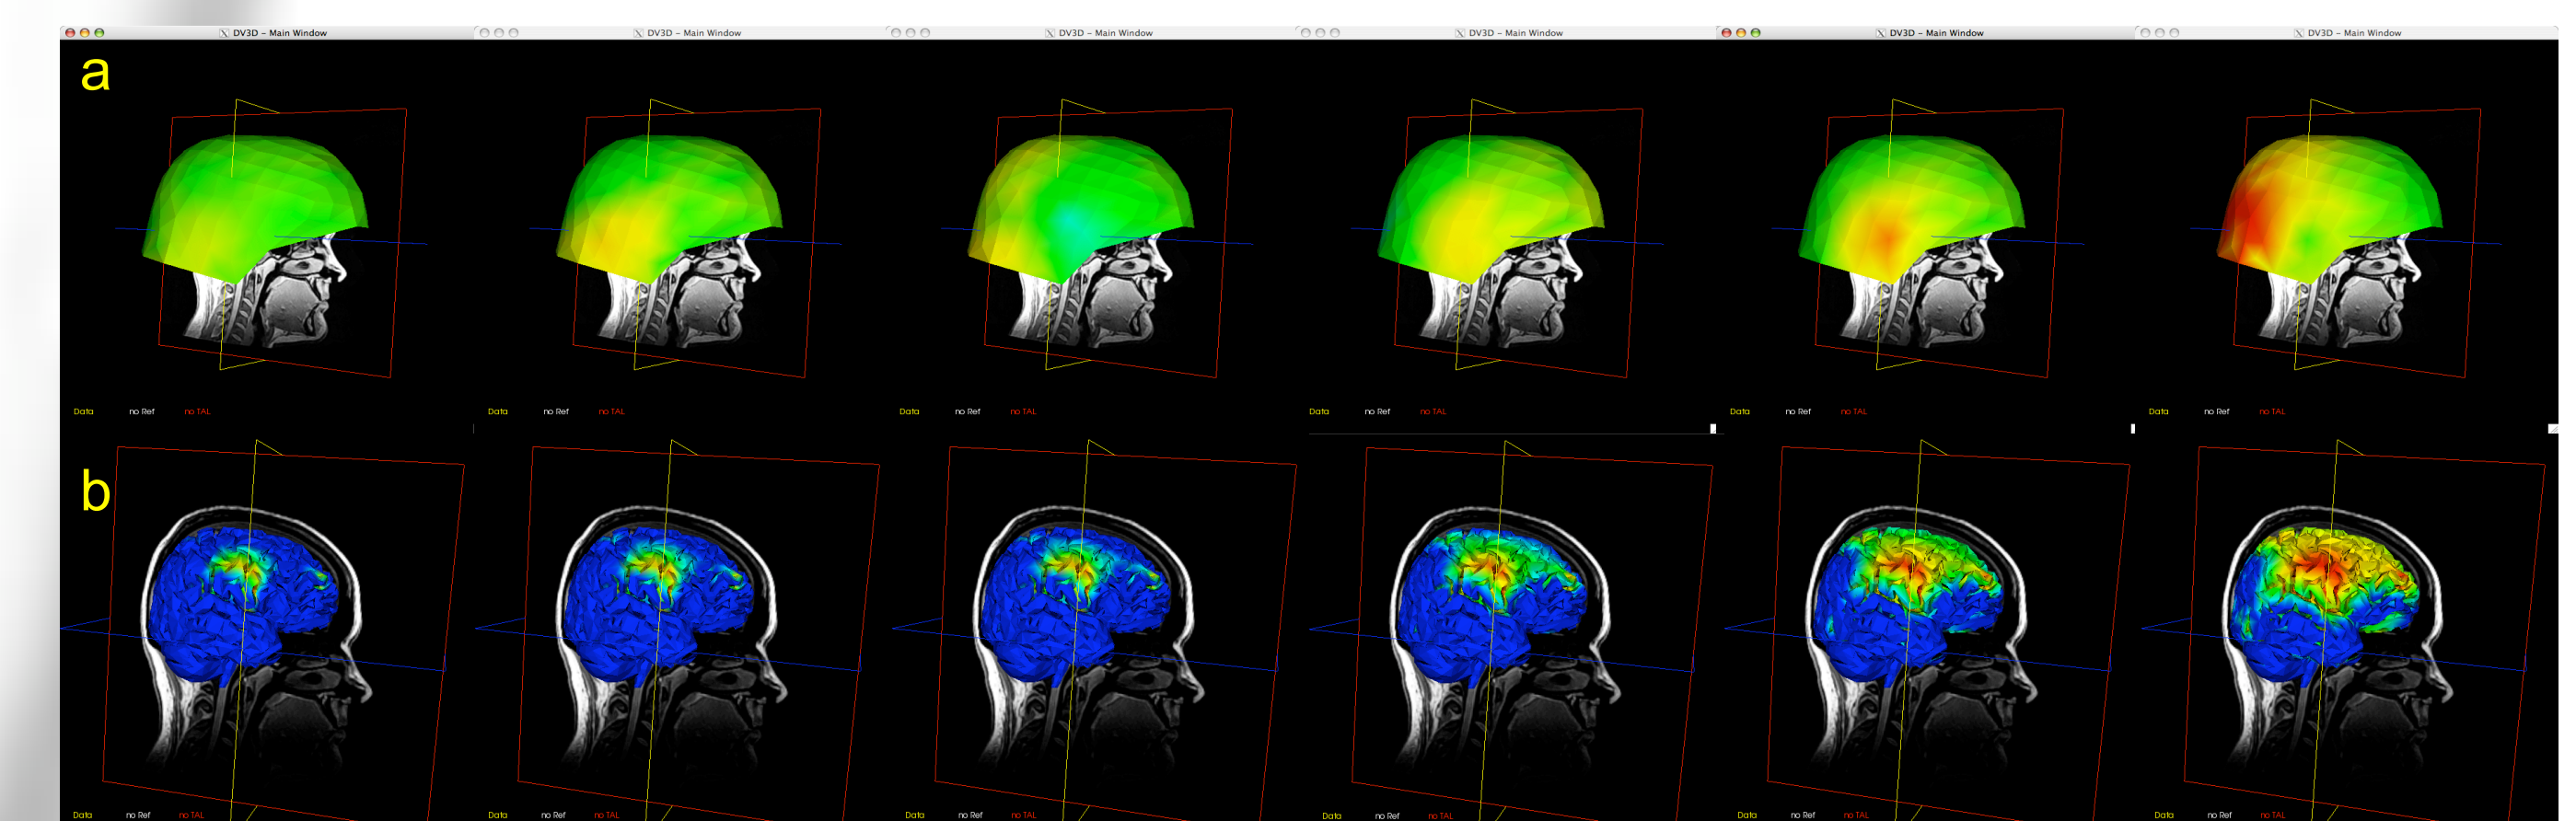 DV3D - Main Window DV3D - Main Window DV3D - Main Window DV3D - Main Window DV3D - Main Window DV3D - Main Window
a
Data no Ref no TAL Data no Ref no TAL Data no Ref no TAL Data no Ref no TAL Data no Ref no TAL Data no Ref no TAL
b
Data no Ref no TAL Data no Ref no TAL Data no Ref no TAL Data no Ref no TAL Data no Ref no TAL Data no Ref no TAL